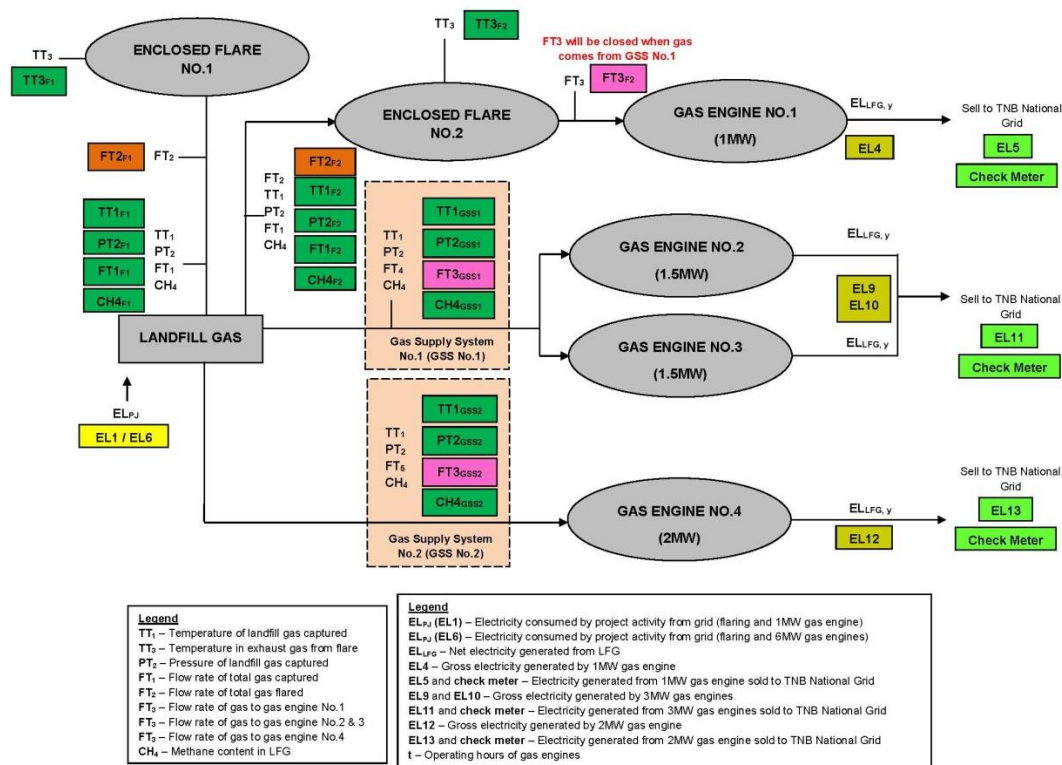 TT₃
TT3F1
ENCLOSED FLARE
NO.1
TT₃
TT3F2
FT3 will be closed when gas
comes from GSS No.1
FT₃
FT3F2
ENCLOSED FLARE
NO.2
GAS ENGINE NO.1
(1MW)
ELLFG, y
EL4
Sell to TNB National
Grid
EL5
Check Meter
FT2F1
FT₂
TT1F1
PT2F1
FT1F1
CH4F1
TT₁
PT₂
FT₁
CH₄
FT₂
TT₁
PT₂
FT₁
CH₄
FT2F2
TT1F2
PT2F2
FT1F2
CH4F2
TT₁
PT₂
FT₄
CH₄
TT1GSS1
PT2GSS1
FT3GSS1
CH4GSS1
Gas Supply System
No.1 (GSS No.1)
GAS ENGINE NO.2
(1.5MW)
ELLFG, y
EL9
EL10
GAS ENGINE NO.3
(1.5MW)
ELLFG, y
Sell to TNB National
Grid
EL11
Check Meter
LANDFILL GAS
ELPJ
EL1 / EL6
TT₁
PT₂
FT₅
CH₄
TT1GSS2
PT2GSS2
FT3GSS2
CH4GSS2
Gas Supply System
No.2 (GSS No.2)
GAS ENGINE NO.4
(2MW)
ELLFG, y
EL12
Sell to TNB National
Grid
EL13
Check Meter
Legend
TT₁ – Temperature of landfill gas captured
TT₃ – Temperature in exhaust gas from flare
PT₂ – Pressure of landfill gas captured
FT₁ – Flow rate of total gas captured
FT₂ – Flow rate of total gas flared
FT₃ – Flow rate of gas to gas engine No.1
FT₃ – Flow rate of gas to gas engine No.2 & 3
FT₃ – Flow rate of gas to gas engine No.4
CH₄ – Methane content in LFG
Legend
ELPJ (EL1) – Electricity consumed by project activity from grid (flaring and 1MW gas engine)
ELPJ (EL6) – Electricity consumed by project activity from grid (flaring and 6MW gas engines)
ELLFG – Net electricity generated from LFG
EL4 – Gross electricity generated by 1MW gas engine
EL5 and check meter – Electricity generated from 1MW gas engine sold to TNB National Grid
EL9 and EL10 – Gross electricity generated by 3MW gas engines
EL11 and check meter – Electricity generated from 3MW gas engines sold to TNB National Grid
EL12 – Gross electricity generated by 2MW gas engine
EL13 and check meter – Electricity generated from 2MW gas engine sold to TNB National Grid
t – Operating hours of gas engines